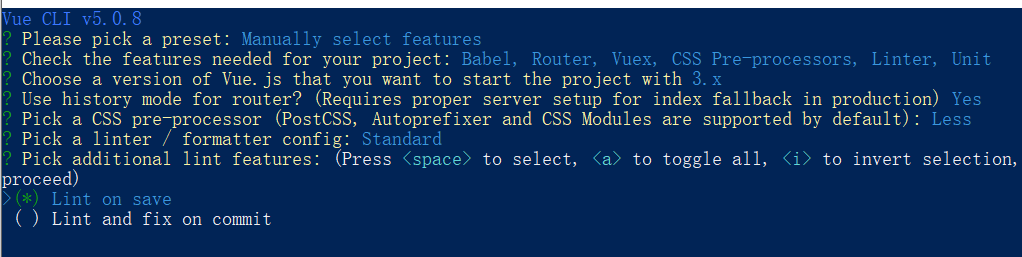 Vue CLI v5.0.8
? Please pick a preset: Manually select features
? Check the features needed for your project: Babel, Router, Vuex, CSS Pre-processors, Linter, Unit
? Choose a version of Vue.js that you want to start the project with 3.x
? Use history mode for router? (Requires proper server setup for index fallback in production) Yes
? Pick a CSS pre-processor (PostCSS, Autoprefixer and CSS Modules are supported by default): Less
? Pick a linter / formatter config: Standard
? Pick additional lint features: (Press <space> to select, <a> to toggle all, <i> to invert selection,
proceed)
>(*) Lint on save
( ) Lint and fix on commit